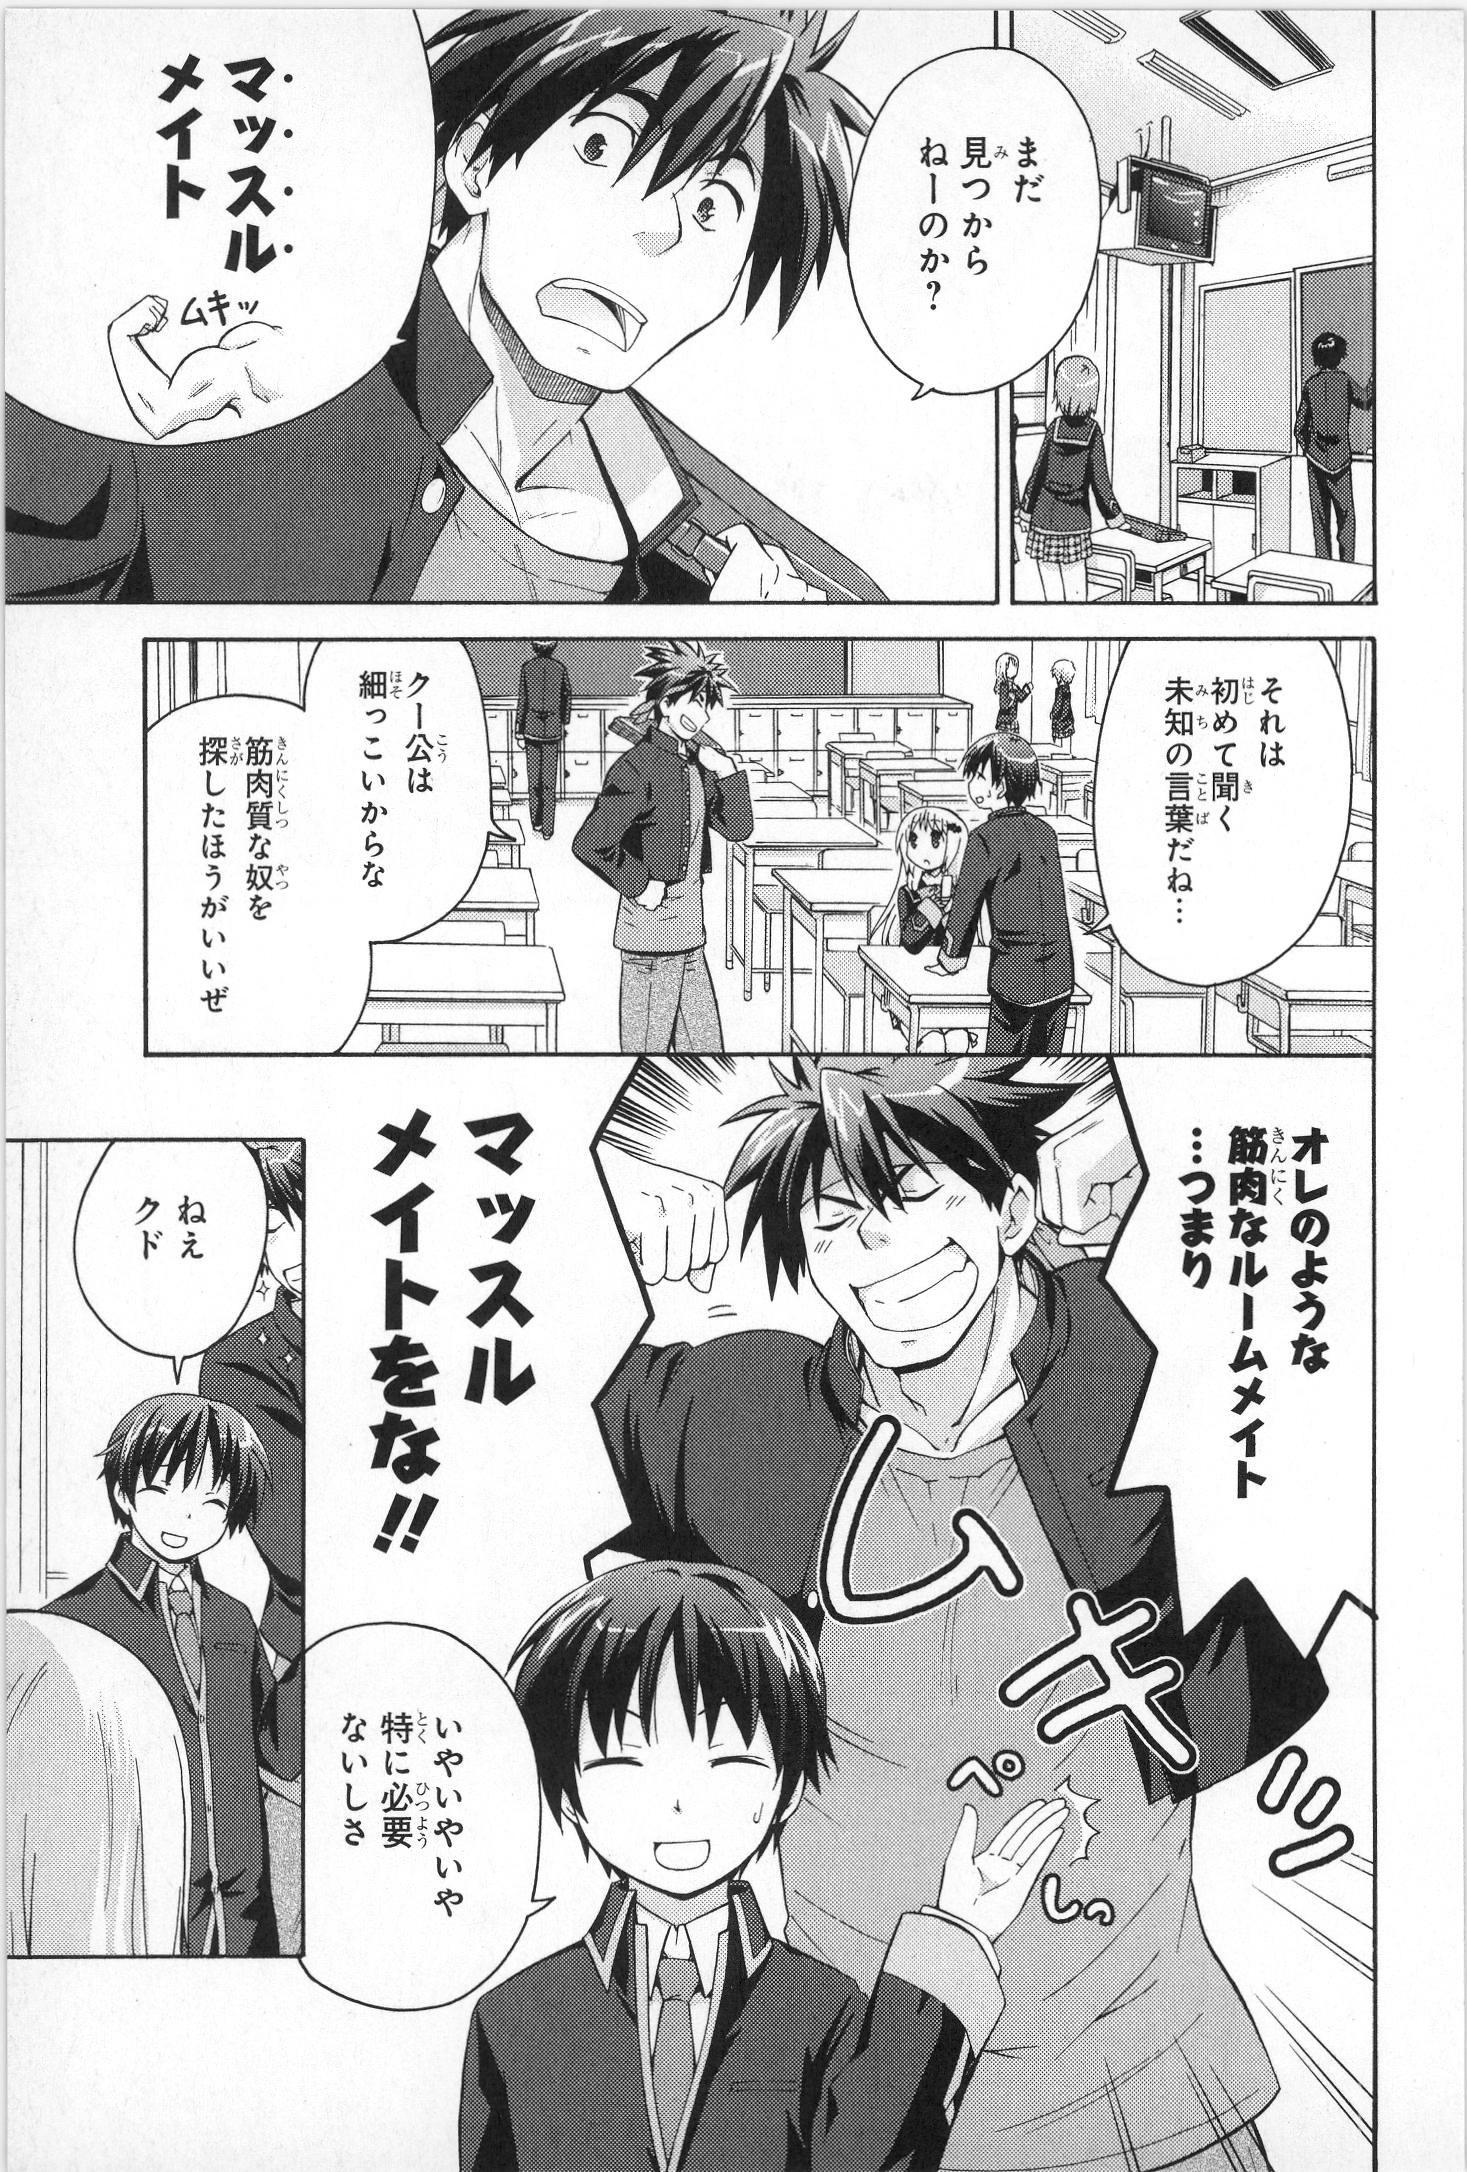 まだ
見つから
ねーのか?
マッスル
メイト
ムキッ
それは
初めて聞く
未知の言葉だね…
クー公は
細っこいからな
筋肉質な奴を
探したほうがいいぜ
オレのような
筋肉なルームメイト
…つまり
マッスル
メイトをな!!
ムキッ
ペしっ
いやいやいや
特に必要
ないしさ
ねえ
クド